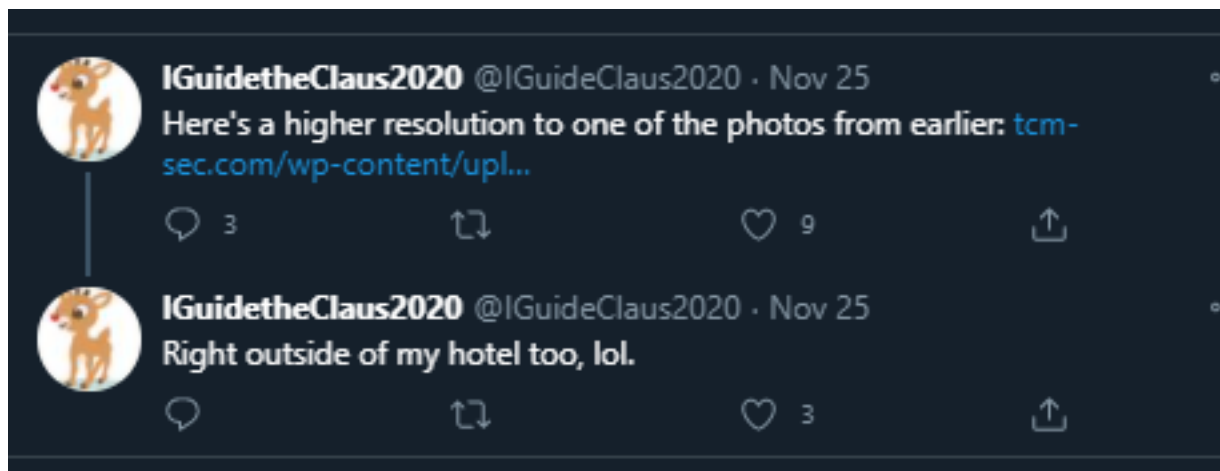 IGuidetheClaus2020 @IGuideClaus2020 · Nov 25
Here's a higher resolution to one of the photos from earlier: tcm-
sec.com/wp-content/upl...
3 9
IGuidetheClaus2020 @IGuideClaus2020 · Nov 25
Right outside of my hotel too, lol.
3